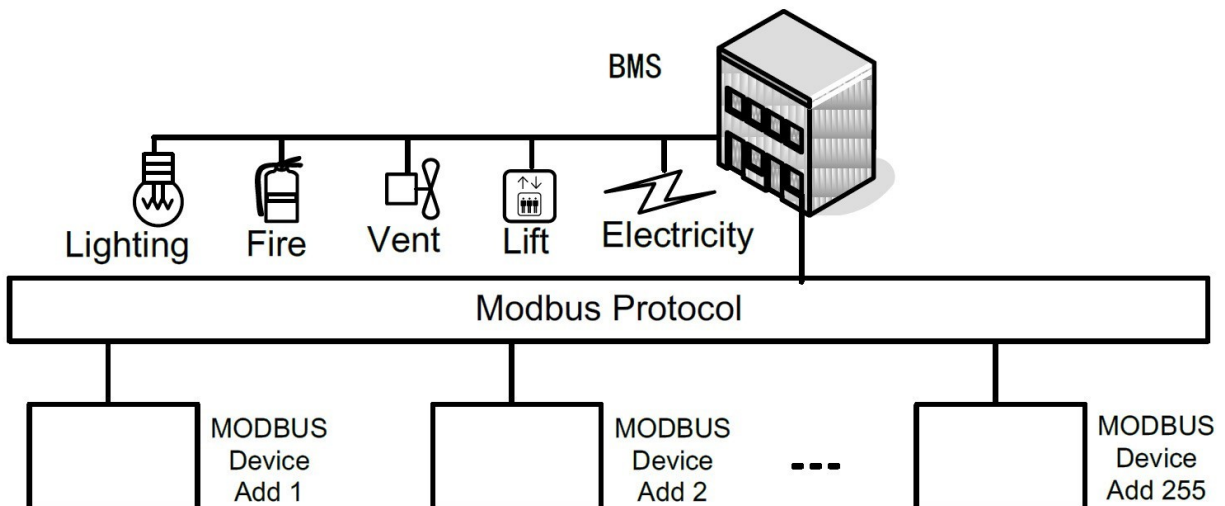 BMS
Lighting
Fire
Vent
Lift
Electricity
Modbus Protocol
MODBUS
Device
Add 1
MODBUS
Device
Add 2
MODBUS
Device
Add 255